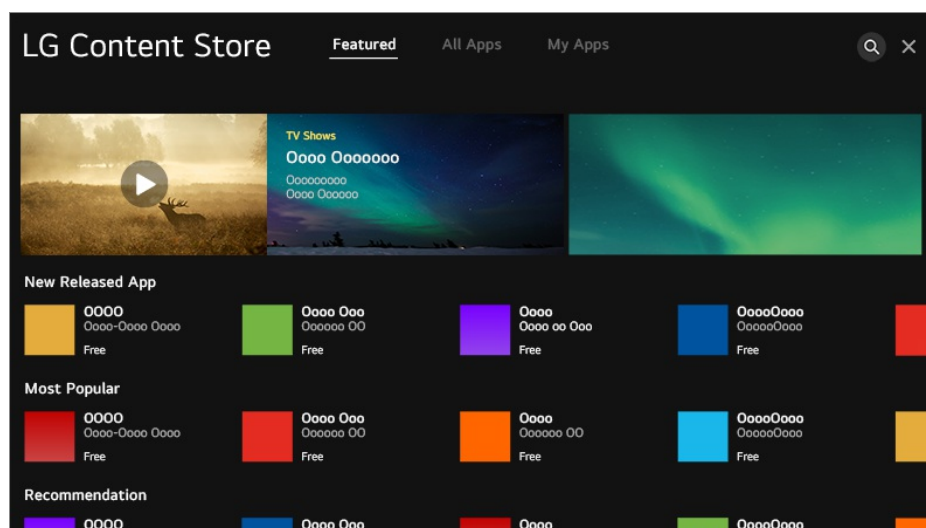 LG Content Store
Featured
All Apps
My Apps
TV Shows
Oooo Ooooooo
Ooooooooo
Oooo Oooooo
New Released App
OOOO
Oooo-Oooo Oooo
Free
Oooo Ooo
Oooooo OO
Free
Oooo
Oooo oo Ooo
Free
OoooOooo
OooooOooo
Free
Most Popular
OOOO
Oooo-Oooo Oooo
Free
Oooo Ooo
Oooooo OO
Free
Oooo
Oooooo OO
Free
OoooOooo
OooooOooo
Free
Recommendation
OOOO
Oooo Ooo
Oooo
OoooOooo